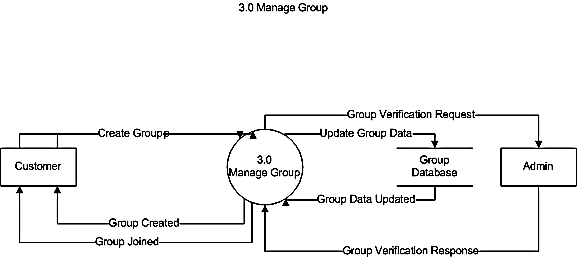 3.0 Manage Group
Group Verification Request
Create Group
Update Group Data
Customer
3.0
Manage Group
Group
Database
Admin
Group Data Updated
Group Created
Group Joined
Group Verification Response